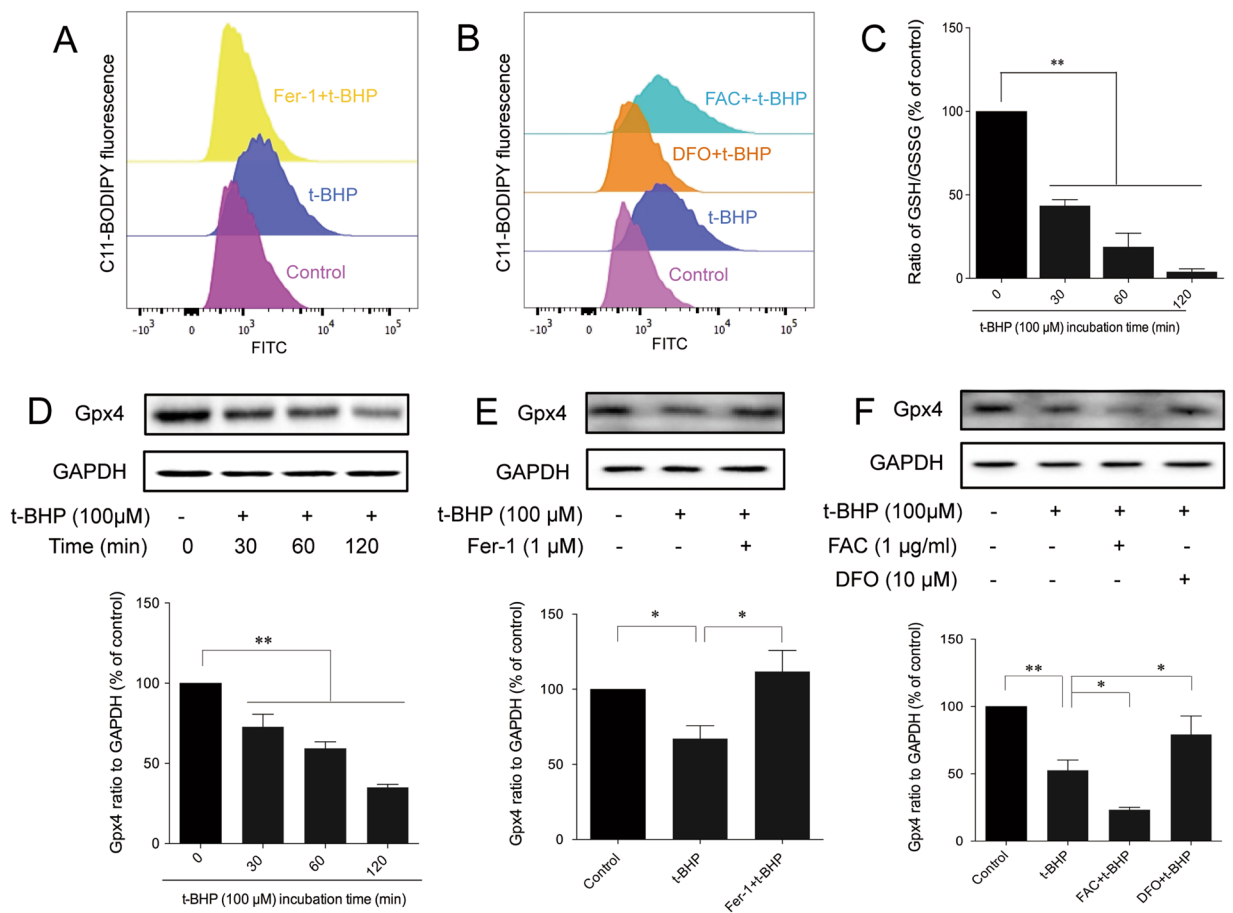 A
C11-BODIPY fluorescence
Fer-1+t-BHP
t-BHP
Control
-10³ 0 10³ 10⁴ 10⁵
FITC
B
C11-BODIPY fluorescence
FAC+-t-BHP
DFO+t-BHP
t-BHP
Control
-10³ 0 10³ 10⁴ 10⁵
FITC
C
Ratio of GSH/GSSG (% of control)
150
100
50
0
**
0 30 60 120
t-BHP (100 µM) incubation time (min)
D
Gpx4
GAPDH
t-BHP (100µM) - + + +
Time (min) 0 30 60 120
Gpx4 ratio to GAPDH (% of control)
150
100
50
0
**
0 30 60 120
t-BHP (100 µM) incubation time (min)
E
Gpx4
GAPDH
t-BHP (100 µM) - + +
Fer-1 (1 µM) - - +
Gpx4 ratio to GAPDH (% of control)
150
100
50
0
* *
Control t-BHP Fer-1+t-BHP
F
Gpx4
GAPDH
t-BHP (100µM) - + + +
FAC (1 µg/ml) - - + -
DFO (10 µM) - - - +
Gpx4 ratio to GAPDH (% of control)
150
100
50
0
** * *
Control t-BHP FAC+t-BHP DFO+t-BHP